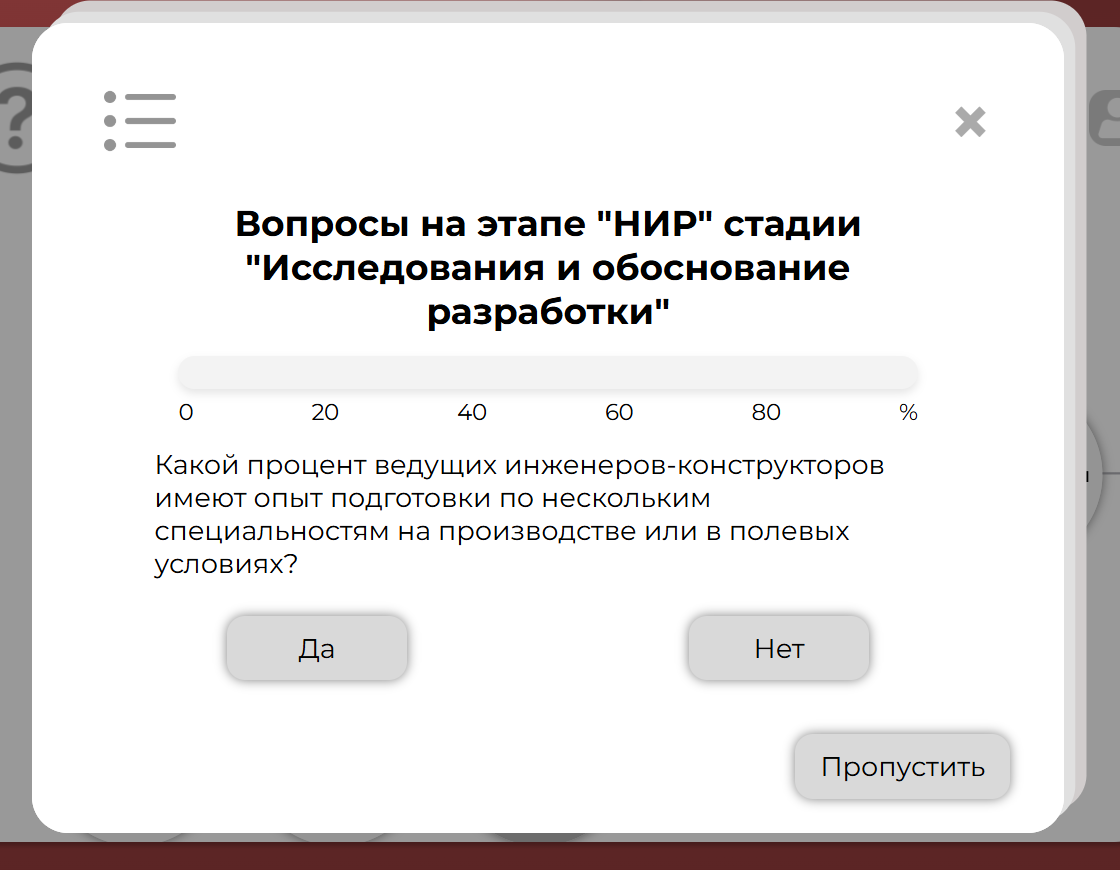 ?
Вопросы на этапе "НИР" стадии
"Исследования и обоснование
разработки"
0 20 40 60 80 %
Какой процент ведущих инженеров-конструкторов
имеют опыт подготовки по нескольким
специальностям на производстве или в полевых
условиях?
Да Нет
Пропустить